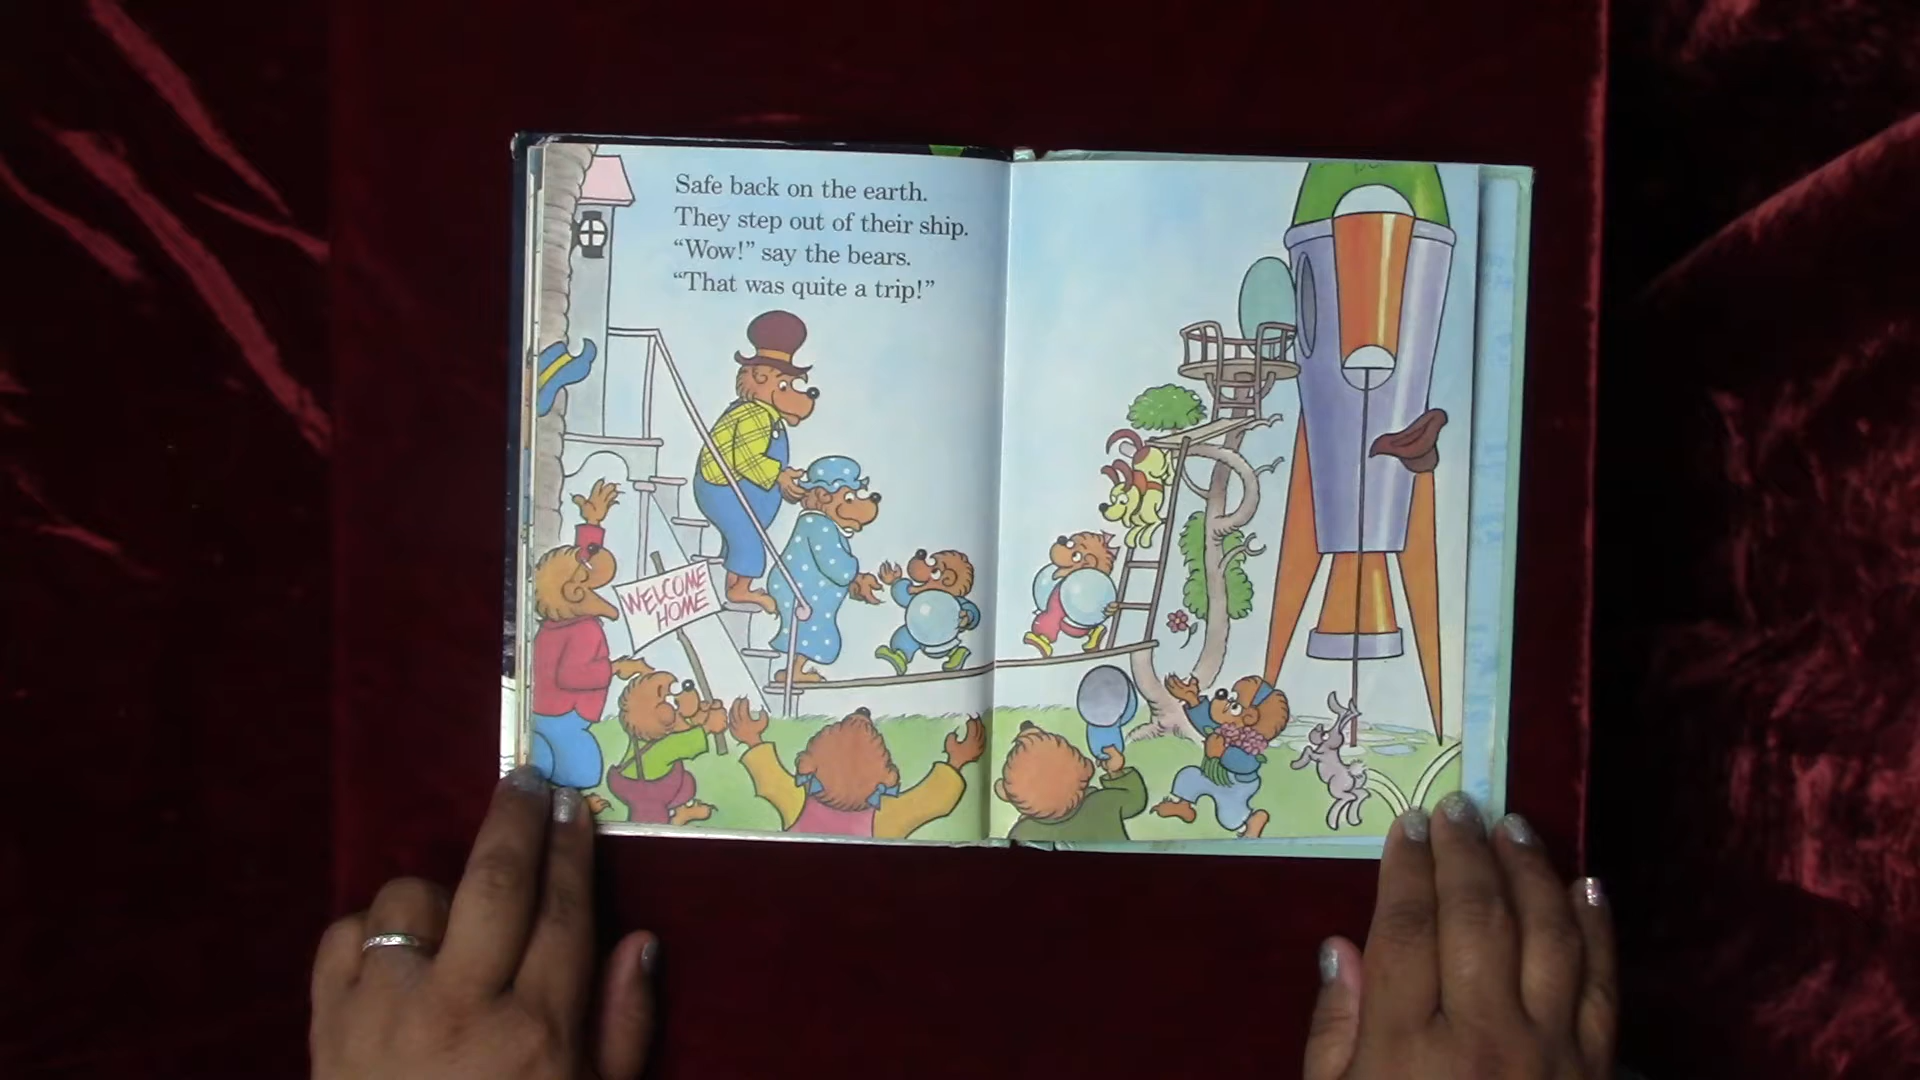 Safe back on the earth.
They step out of their ship.
“Wow!” say the bears.
“That was quite a trip!”
WELCOME
HOME